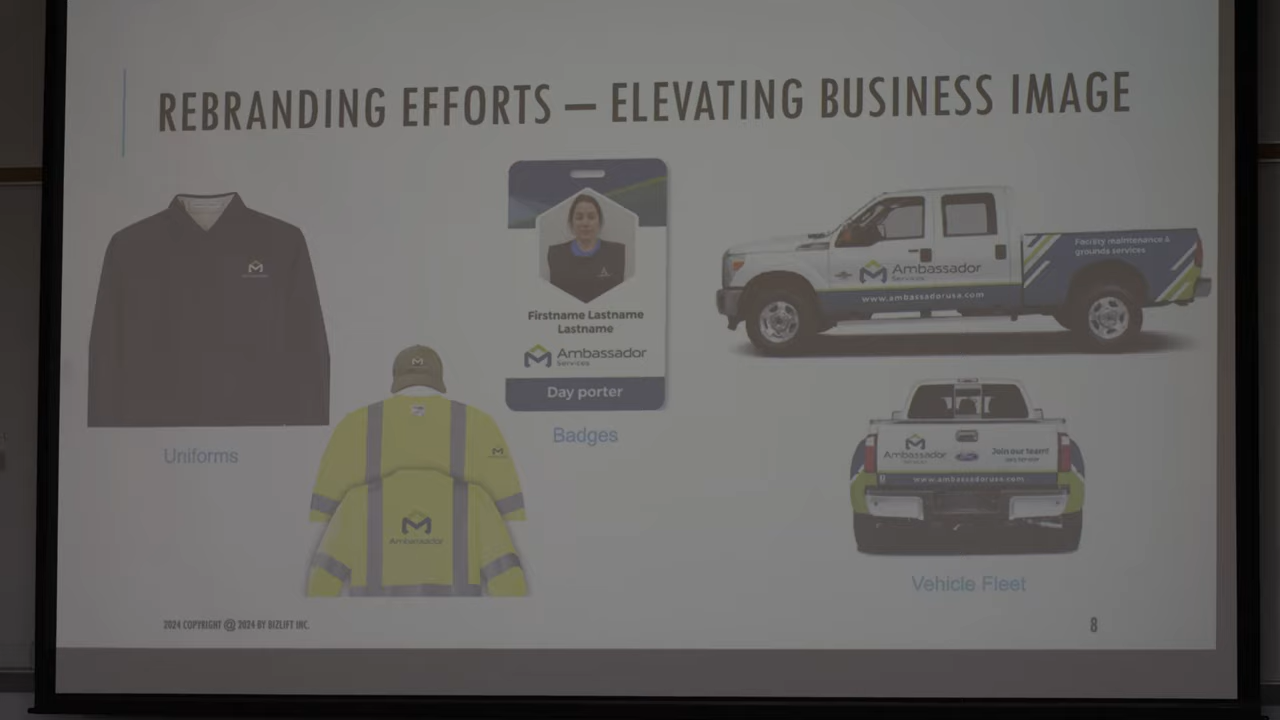 REBRANDING EFFORTS — ELEVATING BUSINESS IMAGE
Uniforms
Ambassador
Firstname Lastname
Lastname
Ambassador
Services
Day porter
Badges
Facility maintenance &
grounds services
Ambassador
Services
www.ambassadorusa.com
Ambassador
Join our team!
www.ambassadorusa.com
Vehicle Fleet
2024 COPYRIGHT @ 2024 BY BIZLIFT INC.
8